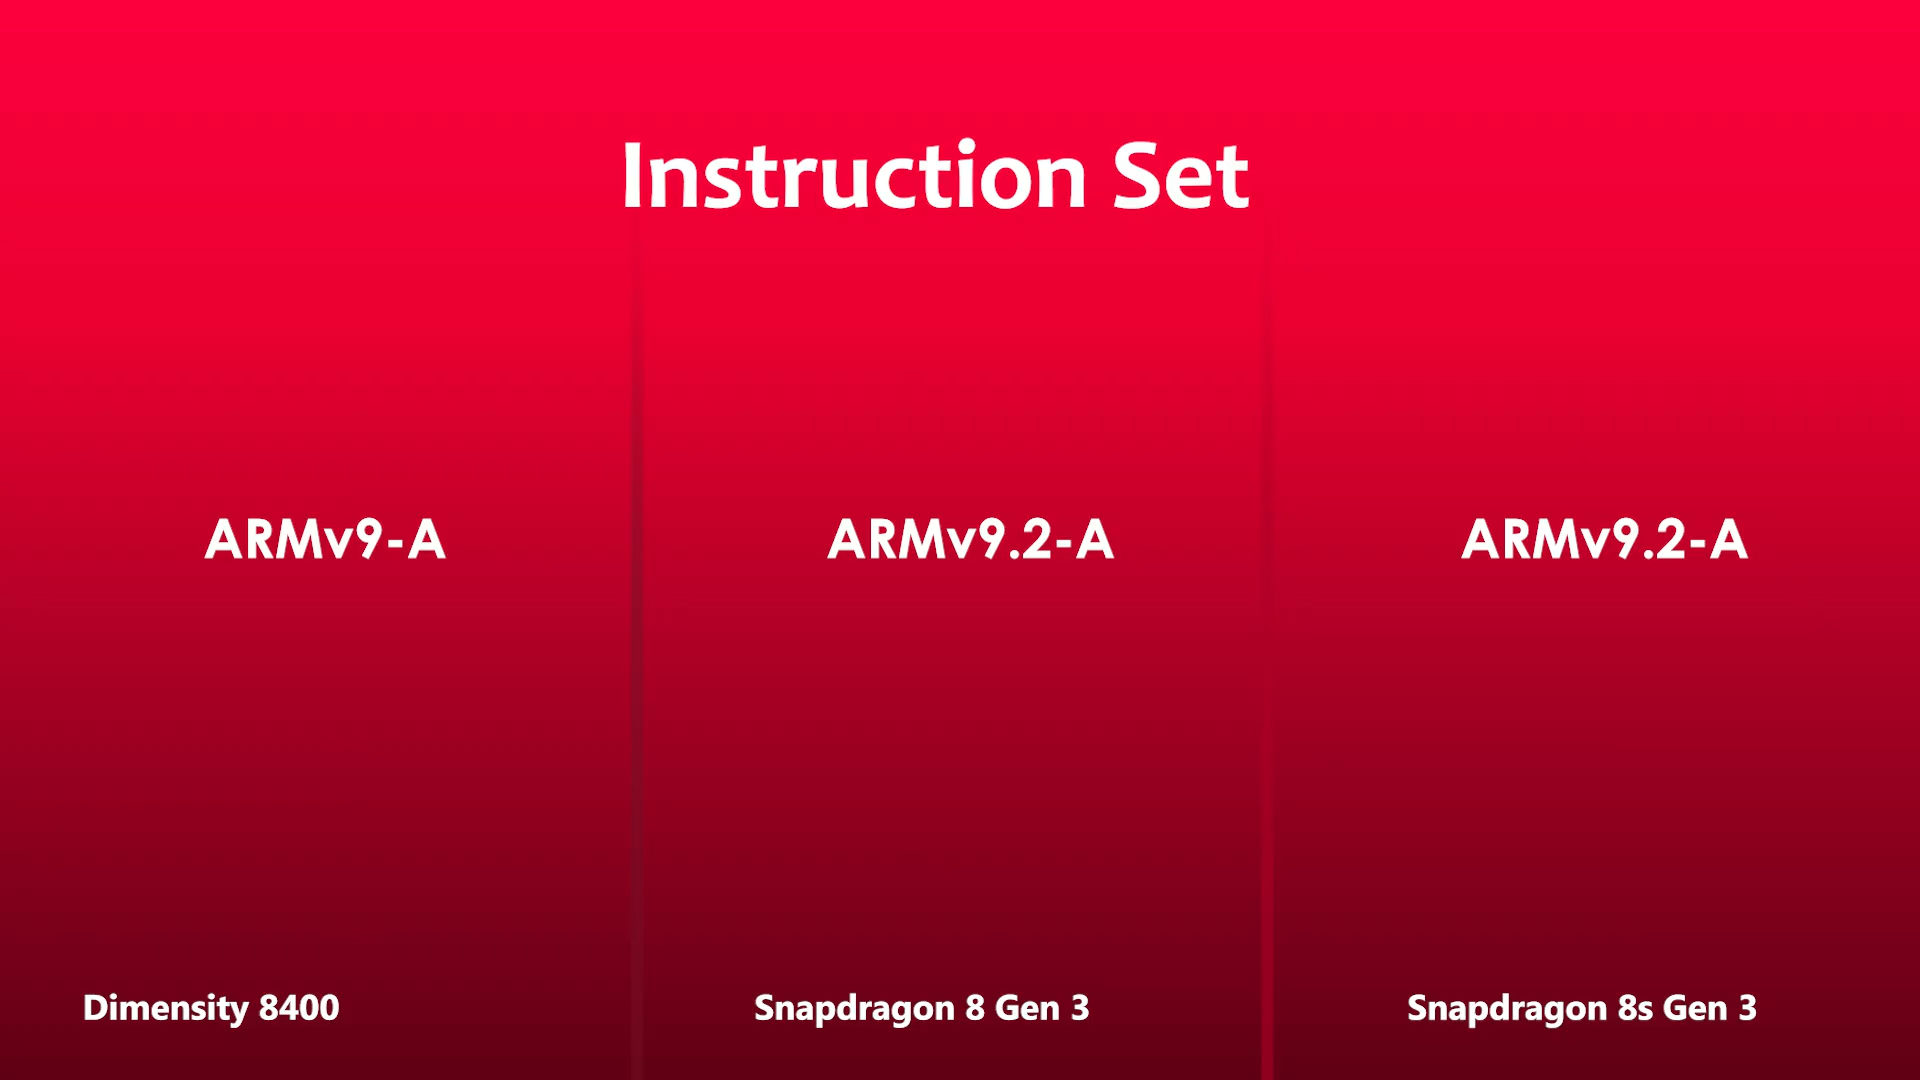 Instruction Set
ARMv9-A
ARMv9.2-A
ARMv9.2-A
Dimensity 8400
Snapdragon 8 Gen 3
Snapdragon 8s Gen 3